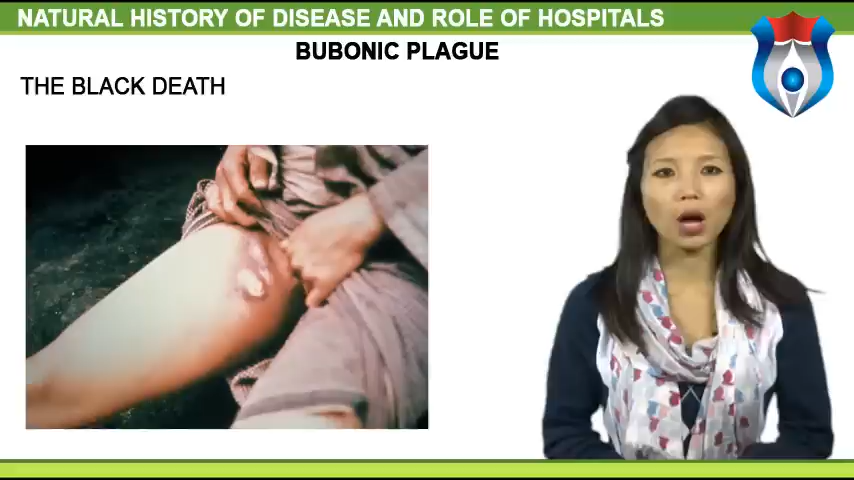 NATURAL HISTORY OF DISEASE AND ROLE OF HOSPITALS
BUBONIC PLAGUE
THE BLACK DEATH